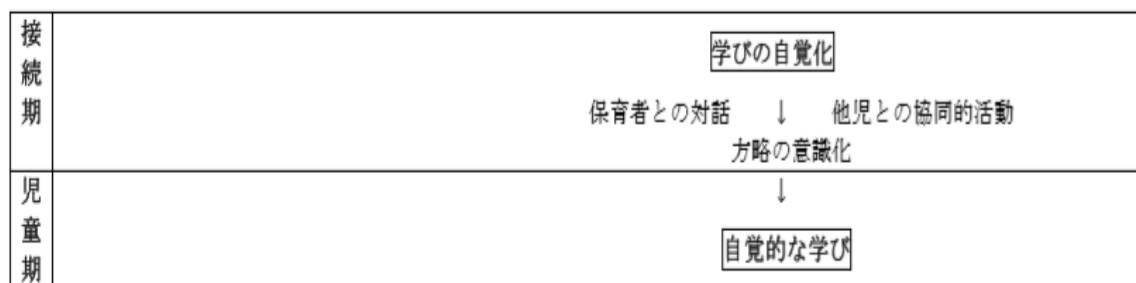 接続期
学びの自覚化
保育者との対話 ↓ 他児との協同的活動
方略の意識化
児童期
↓
自覚的な学び